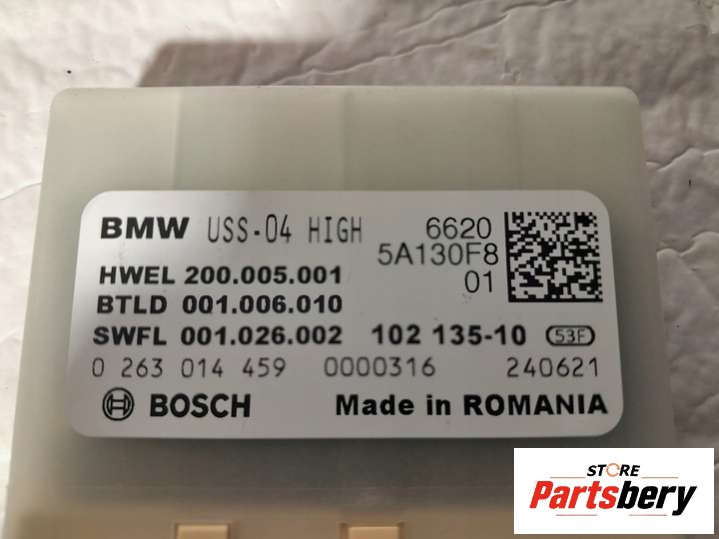 BMW USS-04 HIGH 6620
5A130F8
HWEL 200.005.001 01
BTLD 001.006.010
SWFL 001.026.002 102 135-10 53F
0 263 014 459 0000316 240621
BOSCH Made in ROMANIA
STORE
Partsbery